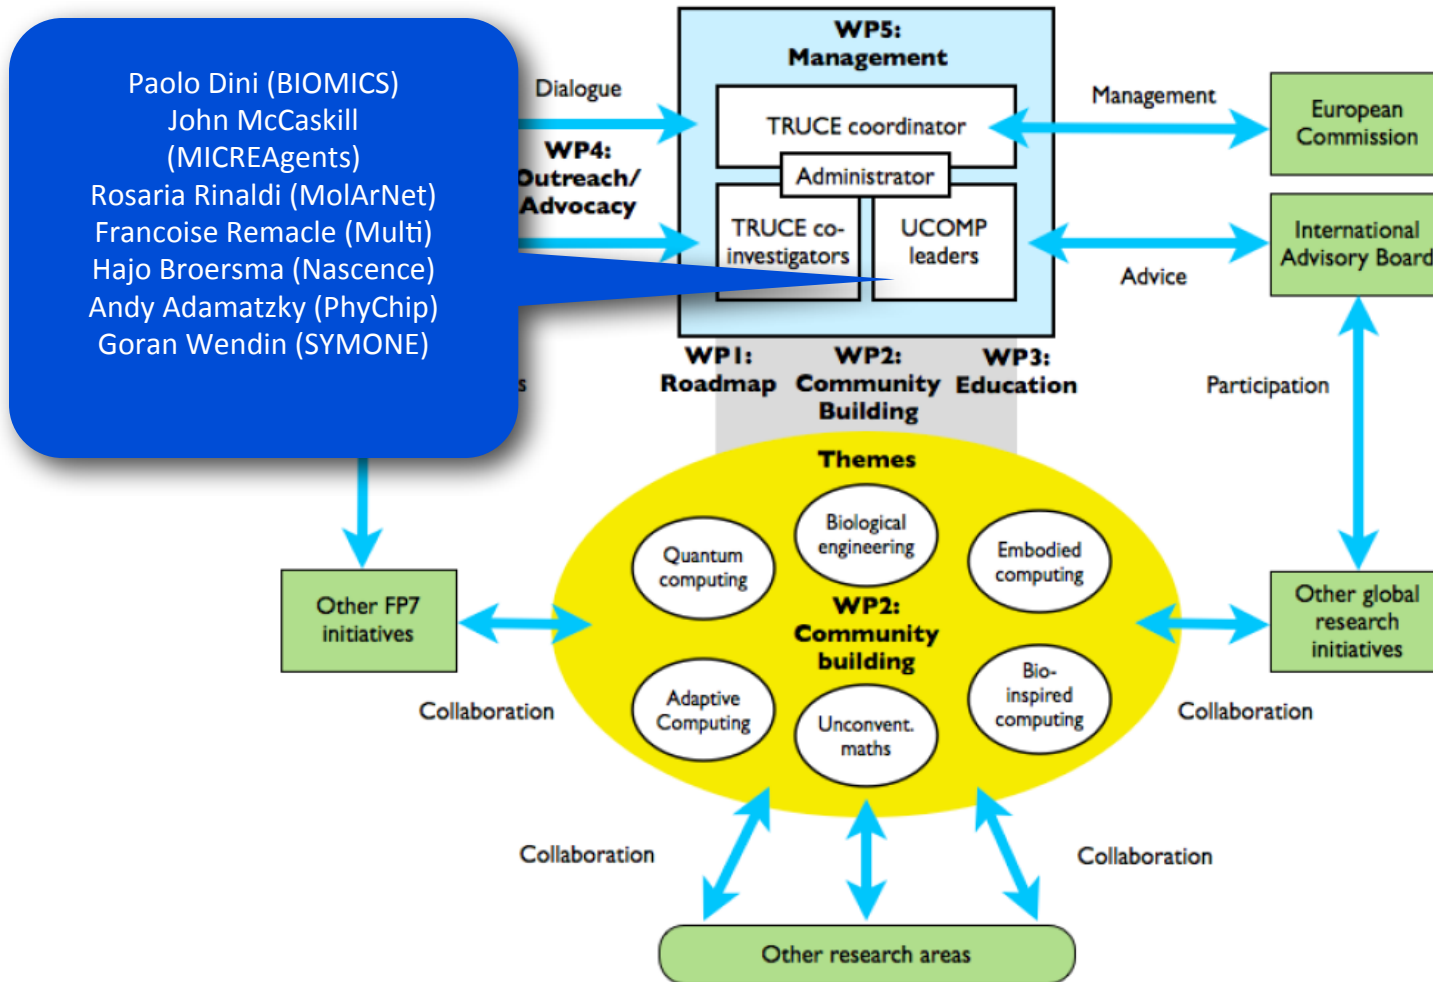 Paolo Dini (BIOMICS)
John McCaskill
(MICREAgents)
Rosaria Rinaldi (MolArNet)
Francoise Remacle (Multi)
Hajo Broersma (Nascence)
Andy Adamatzky (PhyChip)
Goran Wendin (SYMONE)
Dialogue
WP4:
Outreach/
Advocacy
s
WP5:
Management
TRUCE coordinator
Administrator
TRUCE co-
investigators
UCOMP
leaders
Management
European
Commission
International
Advisory Board
Advice
WP1:
Roadmap
WP2:
Community
Building
WP3:
Education
Participation
Themes
Quantum
computing
Biological
engineering
Embodied
computing
WP2:
Community
building
Adaptive
Computing
Unconvent.
maths
Bio-
inspired
computing
Other FP7
initiatives
Collaboration
Other global
research
initiatives
Collaboration
Collaboration
Collaboration
Other research areas